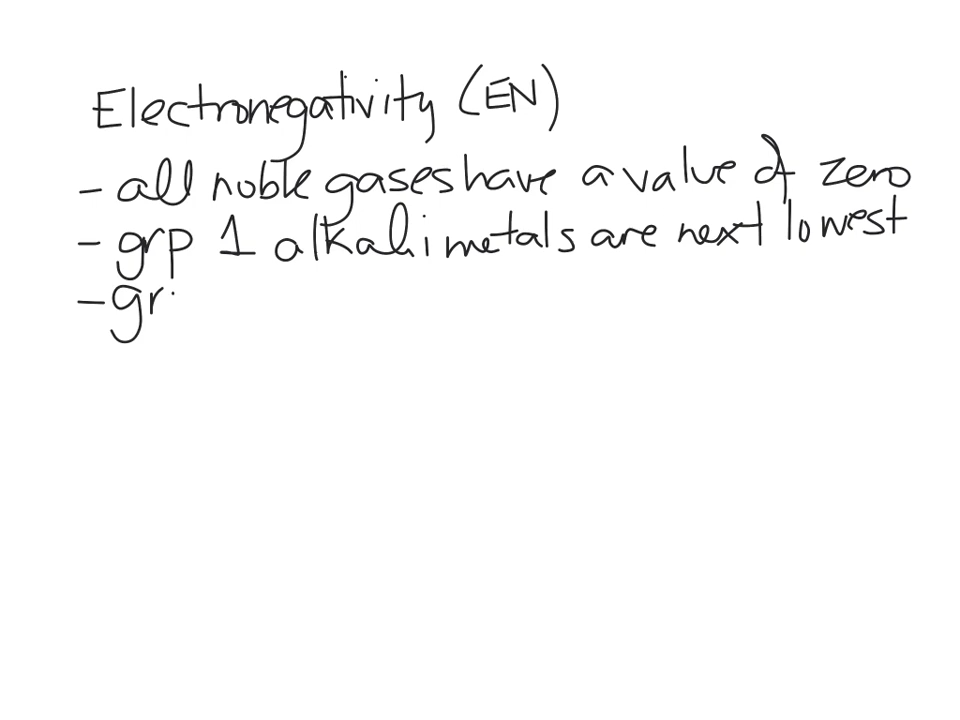 Electronegativity (EN)
- all noble gases have a value of zero
- grp 1 alkali metals are next lowest
- gr